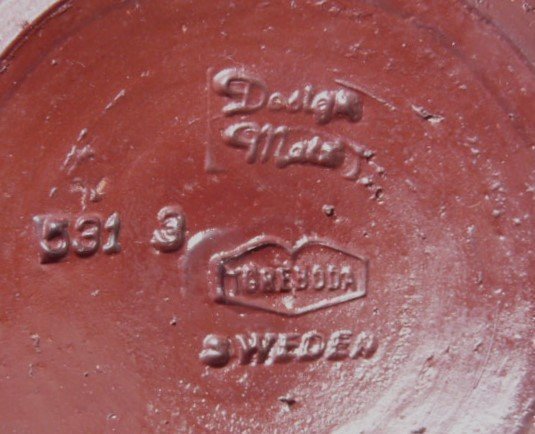 Design
Mats
531 3
TÖREBODA
SWEDEN